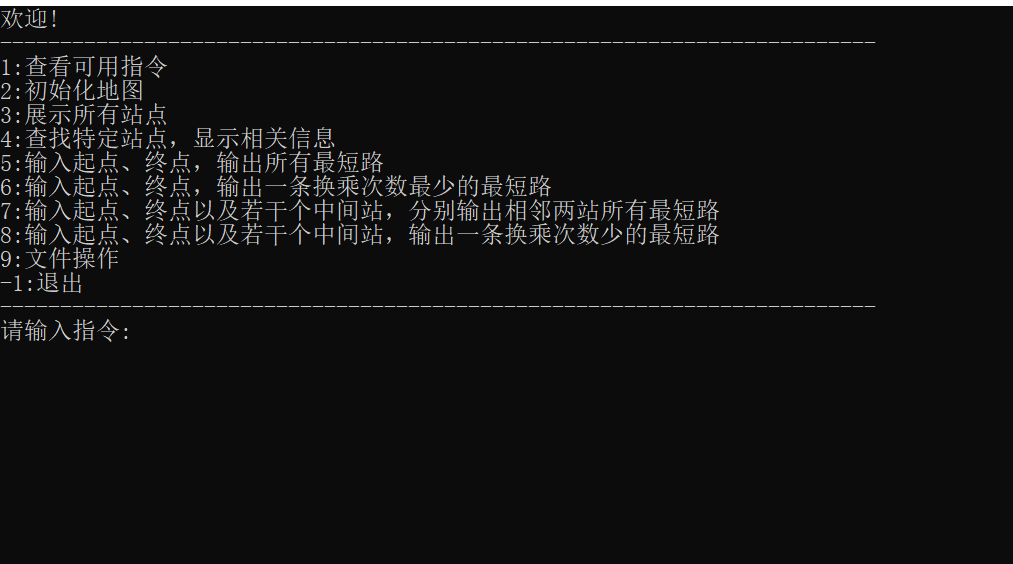 欢迎!
-------------------------------------------------------------------------
1:查看可用指令
2:初始化地图
3:展示所有站点
4:查找特定站点，显示相关信息
5:输入起点、终点，输出所有最短路
6:输入起点、终点，输出一条换乘次数最少的最短路
7:输入起点、终点以及若干个中间站，分别输出相邻两站所有最短路
8:输入起点、终点以及若干个中间站，输出一条换乘次数少的最短路
9:文件操作
-1:退出
-------------------------------------------------------------------------
请输入指令: